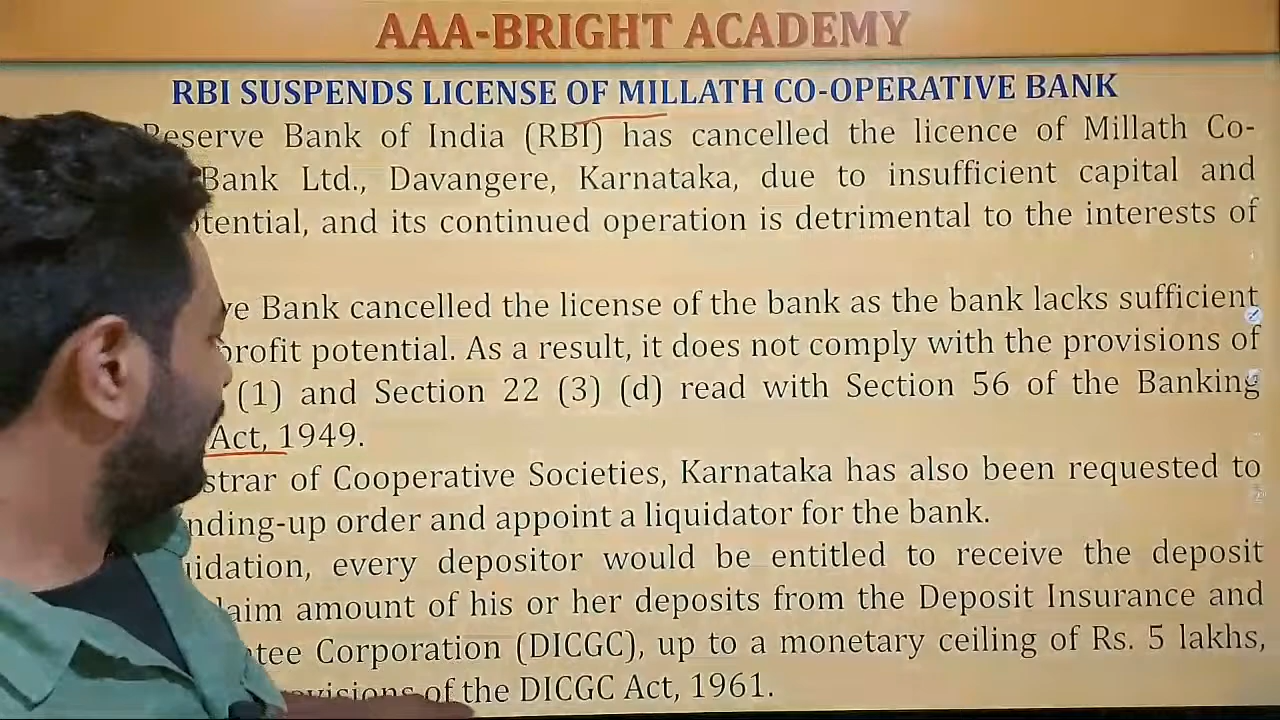 AAA-BRIGHT ACADEMY
RBI SUSPENDS LICENSE OF MILLATH CO-OPERATIVE BANK
Reserve Bank of India (RBI) has cancelled the licence of Millath Co-
Bank Ltd., Davangere, Karnataka, due to insufficient capital and
tential, and its continued operation is detrimental to the interests of
ve Bank cancelled the license of the bank as the bank lacks sufficient
profit potential. As a result, it does not comply with the provisions of
(1) and Section 22 (3) (d) read with Section 56 of the Banking
Act, 1949.
strar of Cooperative Societies, Karnataka has also been requested to
nding-up order and appoint a liquidator for the bank.
idation, every depositor would be entitled to receive the deposit
laim amount of his or her deposits from the Deposit Insurance and
tee Corporation (DICGC), up to a monetary ceiling of Rs. 5 lakhs,
visions of the DICGC Act, 1961.